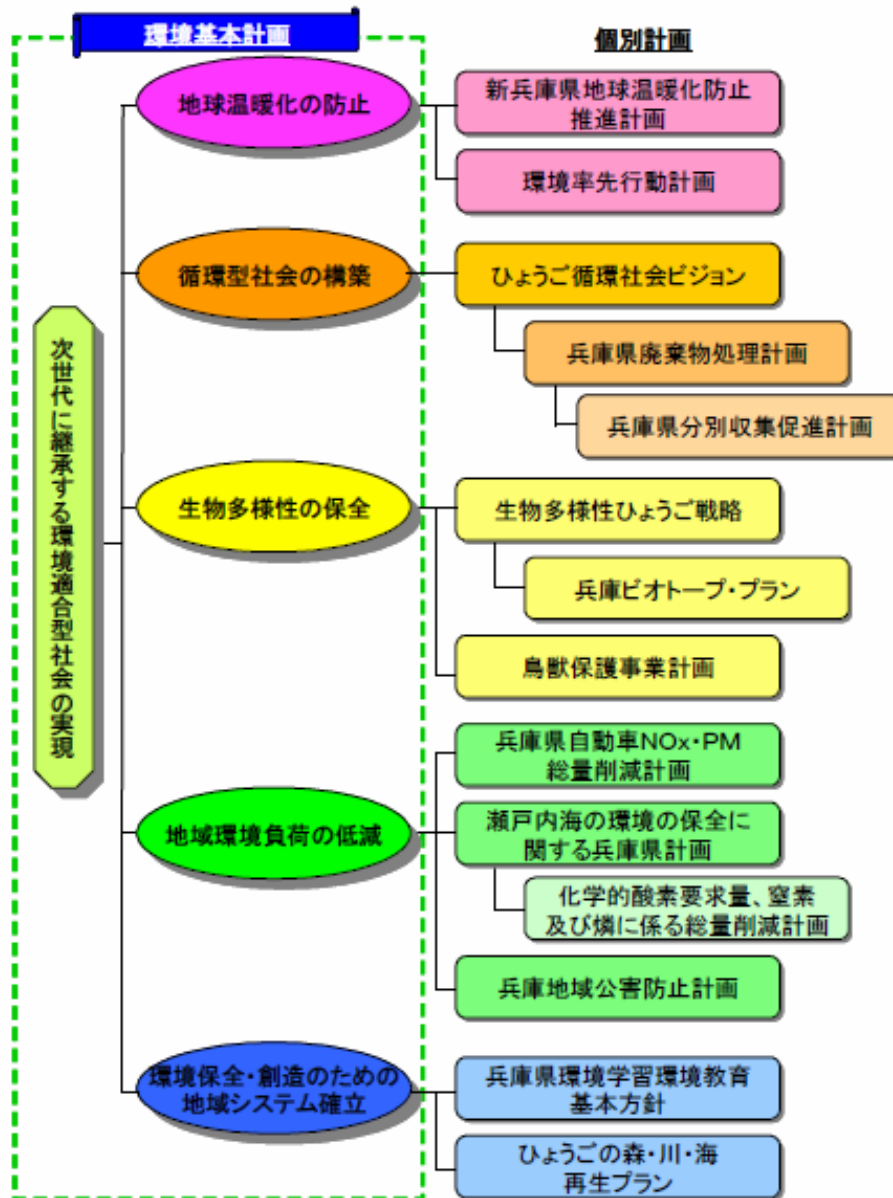 環境基本計画
個別計画
地球温暖化の防止
新兵庫県地球温暖化防止
推進計画
環境率先行動計画
循環型社会の構築
ひょうご循環社会ビジョン
兵庫県廃棄物処理計画
兵庫県分別収集促進計画
次世代に継承する環境適合型社会の実現
生物多様性の保全
生物多様性ひょうご戦略
兵庫ビオトープ・プラン
鳥獣保護事業計画
地域環境負荷の低減
兵庫県自動車NOx・PM
総量削減計画
瀬戸内海の環境の保全に
関する兵庫県計画
化学的酸素要求量、窒素
及び燐に係る総量削減計画
兵庫地域公害防止計画
環境保全・創造のための
地域システム確立
兵庫県環境学習環境教育
基本方針
ひょうごの森・川・海
再生プラン